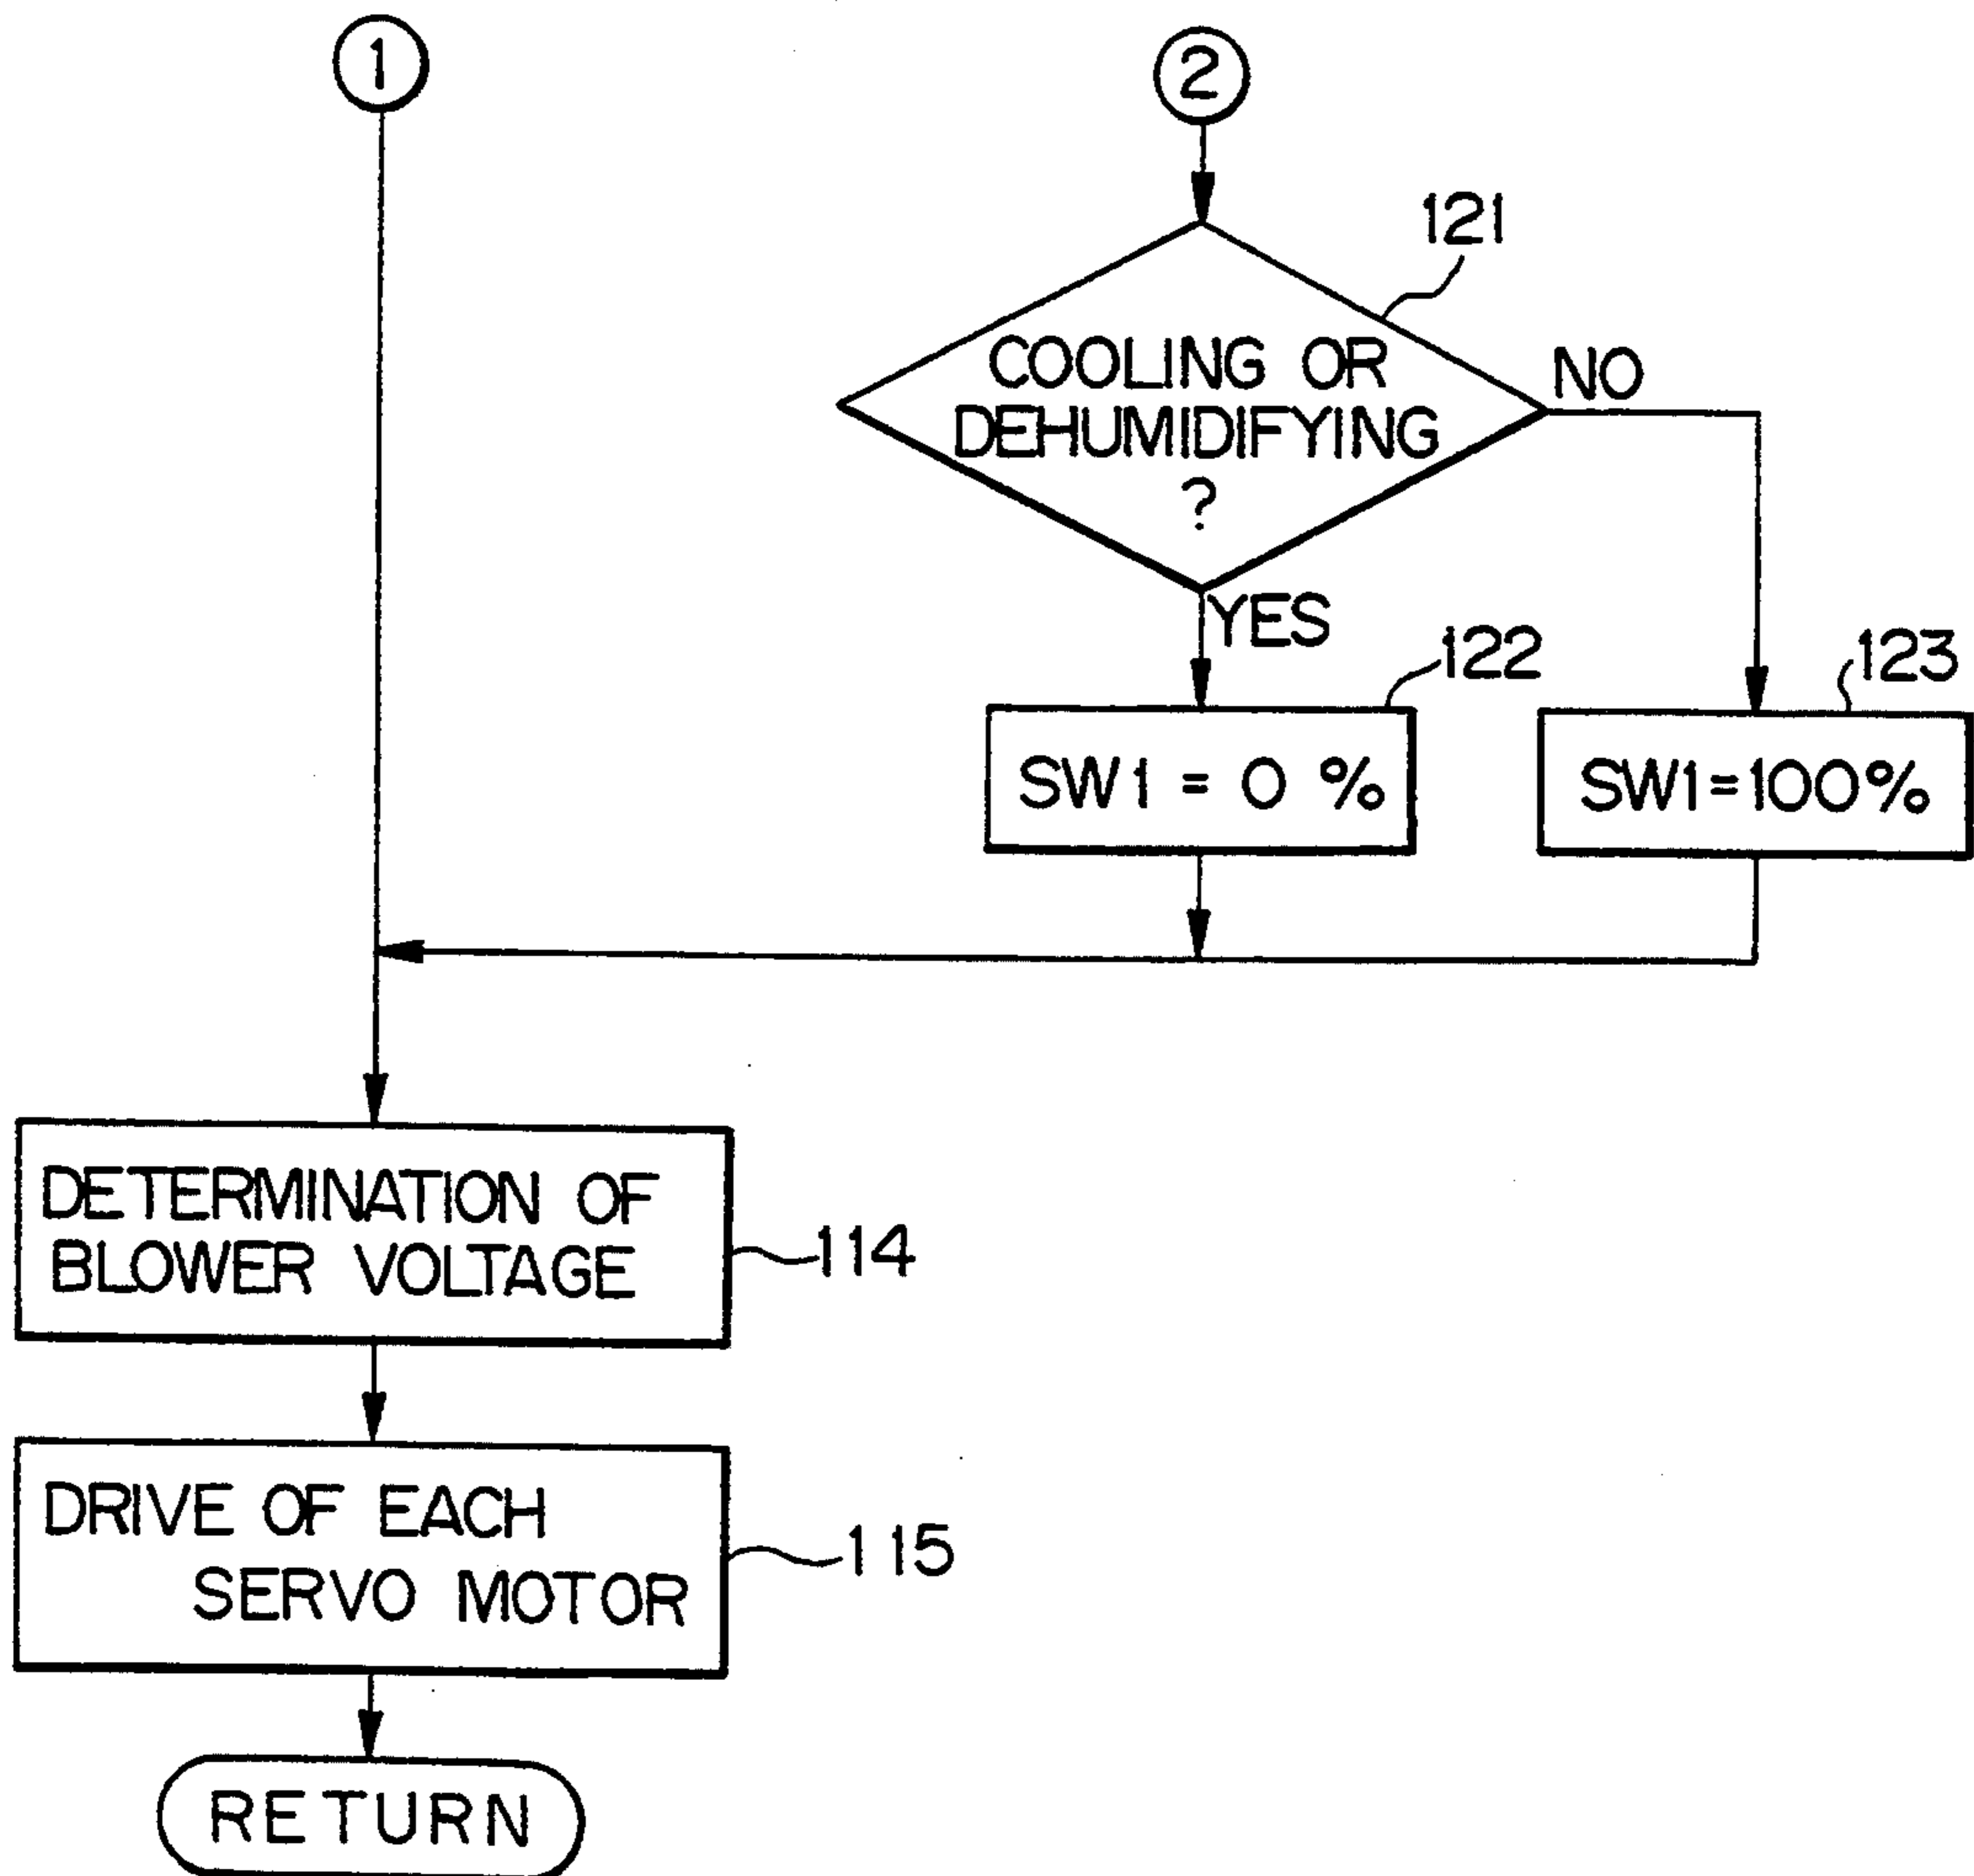 1
2
121
COOLING OR
DEHUMIDIFYING
?
NO
YES
122
123
SW1 = 0 %
SW1=100%
DETERMINATION OF
BLOWER VOLTAGE
114
DRIVE OF EACH
SERVO MOTOR
115
RETURN